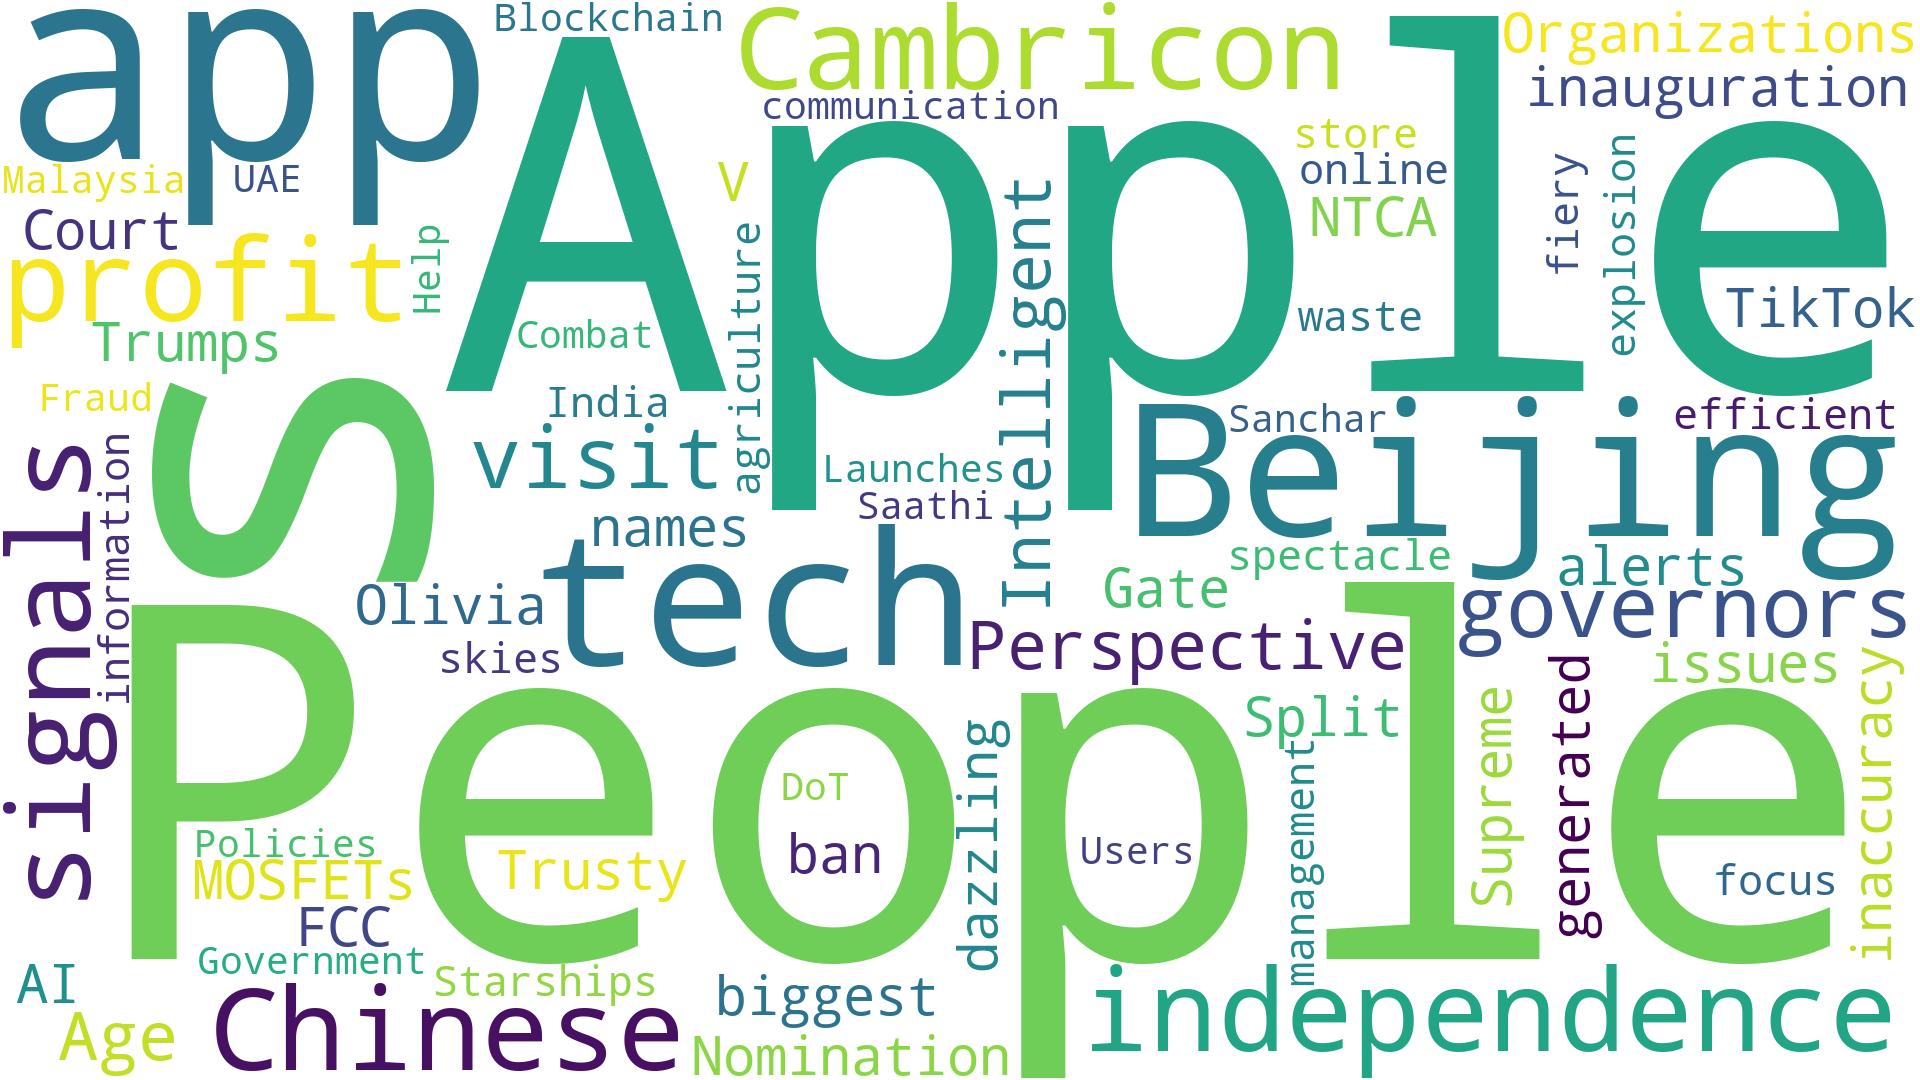 app
Blockchain
Cambricon
Organizations
Apple
inauguration
communication
store
online
Malaysia
UAE
V
NTCA
fiery
explosion
Court
profit
Help
agriculture
Intelligent
TikTok
Trumps
Combat
waste
Fraud
S
India
Beijing
Sanchar
efficient
signals
information
visit
Launches
Saathi
names
tech
spectacle
alerts
Olivia
Gate
governors
skies
Perspective
People
issues
inaccuracy
generated
Supreme
Split
dazzling
management
DoT
ban
Users
focus
Policies
MOSFETs
Trusty
FCC
Government
Starships
AI
Age
Chinese
biggest
independence
Nomination